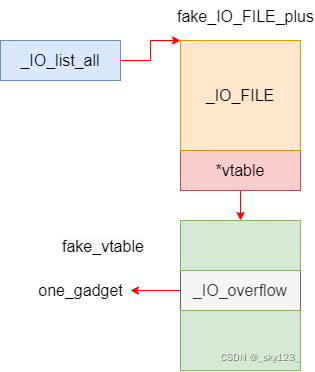 fake_IO_FILE_plus
_IO_list_all
_IO_FILE
*vtable
fake_vtable
one_gadget
_IO_overflow
CSDN @_sky123_